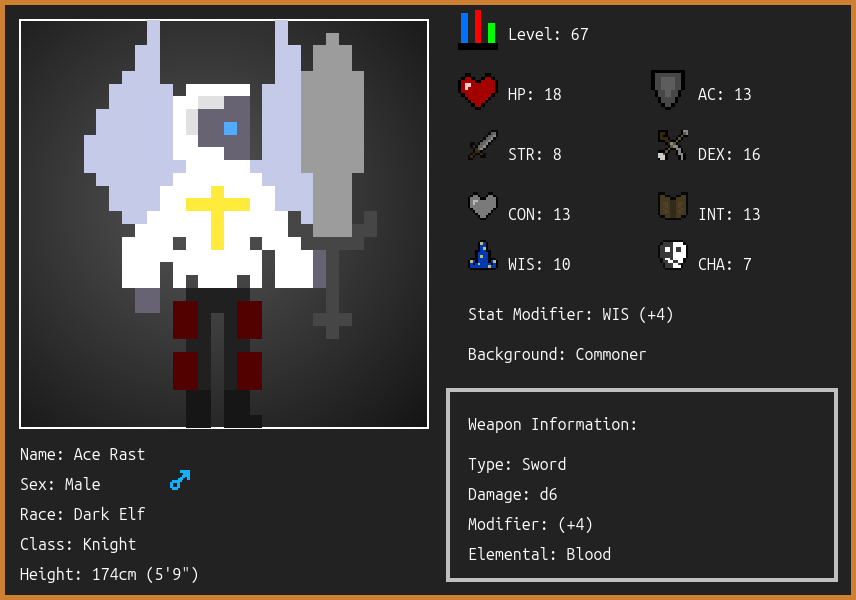 Level: 67
HP: 18
AC: 13
STR: 8
DEX: 16
CON: 13
INT: 13
WIS: 10
CHA: 7
Stat Modifier: WIS (+4)
Background: Commoner
Weapon Information:
Type: Sword
Damage: d6
Modifier: (+4)
Elemental: Blood
Name: Ace Rast
Sex: Male
Race: Dark Elf
Class: Knight
Height: 174cm (5'9")